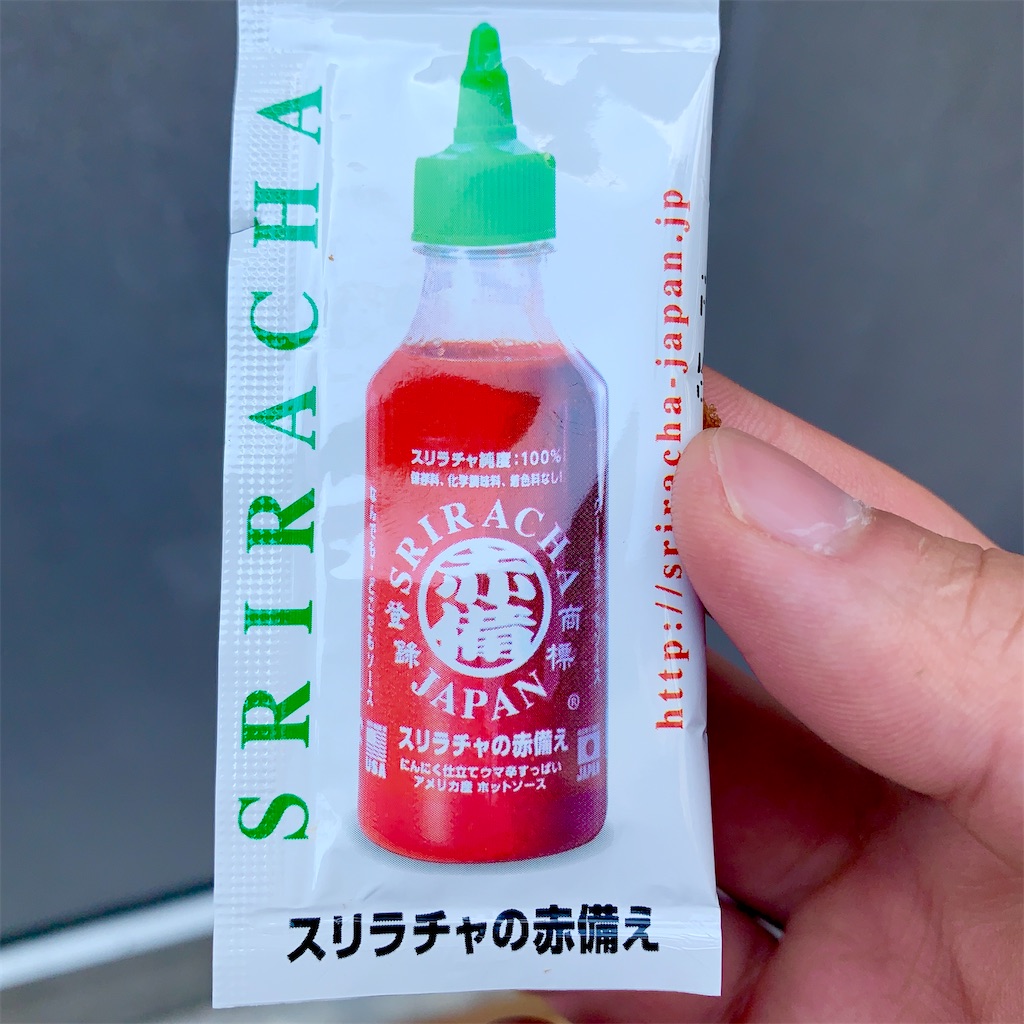 SRIRACHA
http://sriracha-japan.jp
スリラチャ純度:100%
保存料、化学調味料、着色料なし!
SRIRACHA
赤備
登録
商標
JAPAN
®
スリラチャの赤備え
USA
にんにく仕立てウマ辛すっぱい
アメリカ産 ホットソース
スリラチャの赤備え